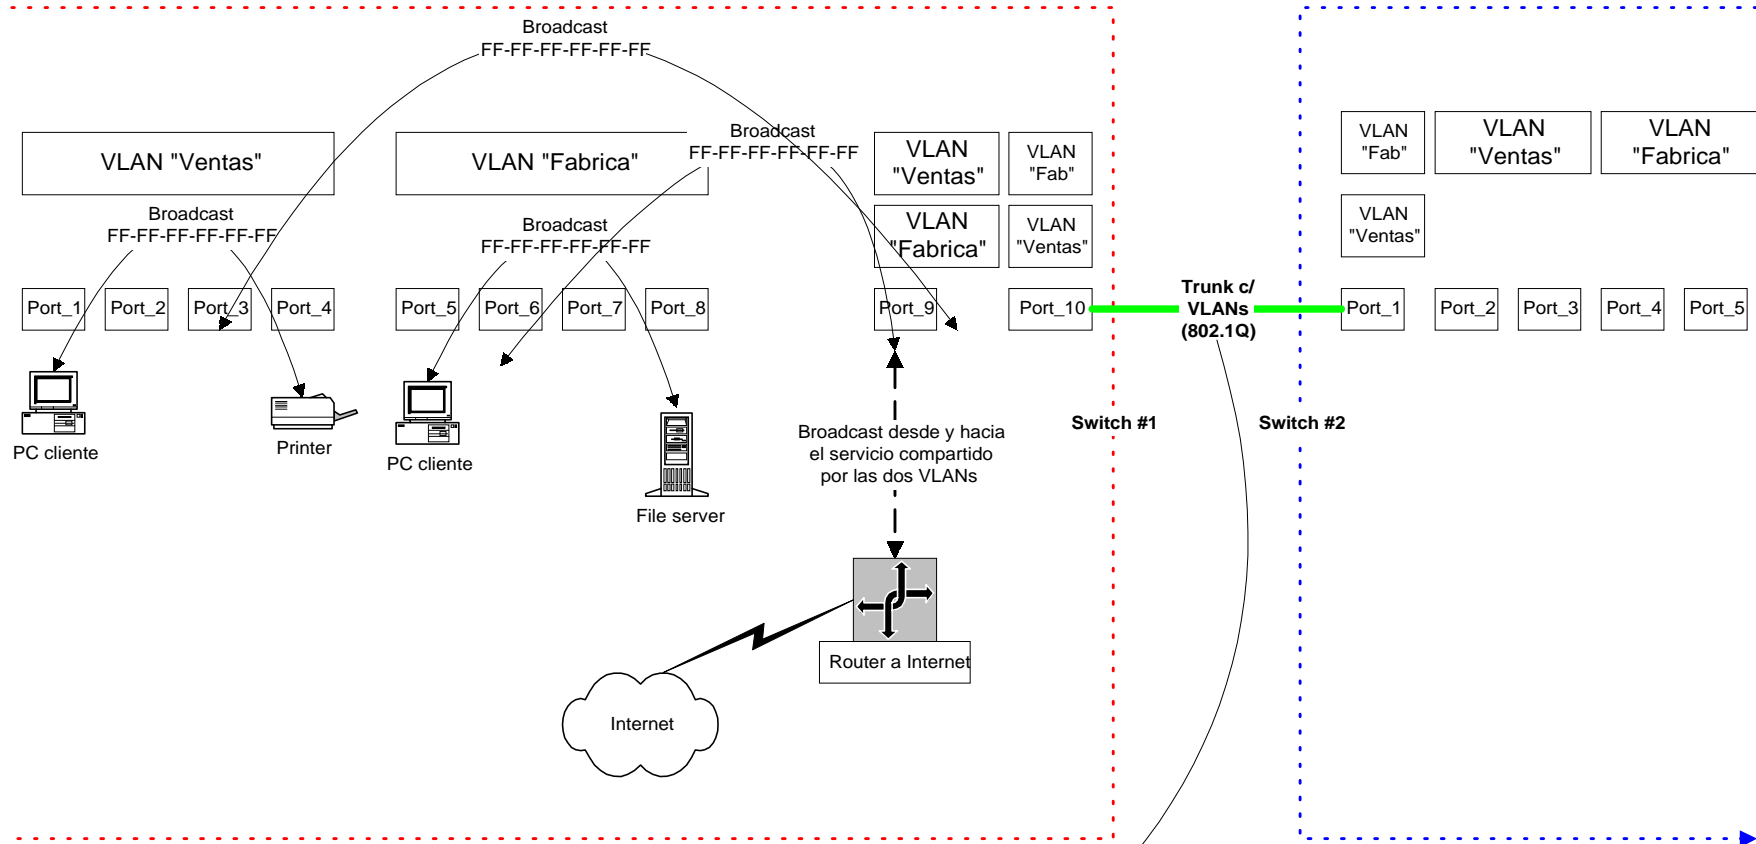 Broadcast
FF-FF-FF-FF-FF-FF
Broadcast
FF-FF-FF-FF-FF-FF
VLAN "Ventas"
VLAN "Fabrica"
VLAN
"Ventas"
VLAN
"Fab"
VLAN
"Fab"
VLAN
"Ventas"
VLAN
"Fabrica"
Broadcast
FF-FF-FF-FF-FF-FF
Broadcast
FF-FF-FF-FF-FF-FF
VLAN
"Fabrica"
VLAN
"Ventas"
VLAN
"Ventas"
Port_1
Port_2
Port_3
Port_4
Port_5
Port_6
Port_7
Port_8
Port_9
Port_10
Trunk c/
VLANs
(802.1Q)
Port_1
Port_2
Port_3
Port_4
Port_5
PC cliente
Printer
PC cliente
File server
Broadcast desde y hacia
el servicio compartido
por las dos VLANs
Switch #1
Switch #2
Router a Internet
Internet